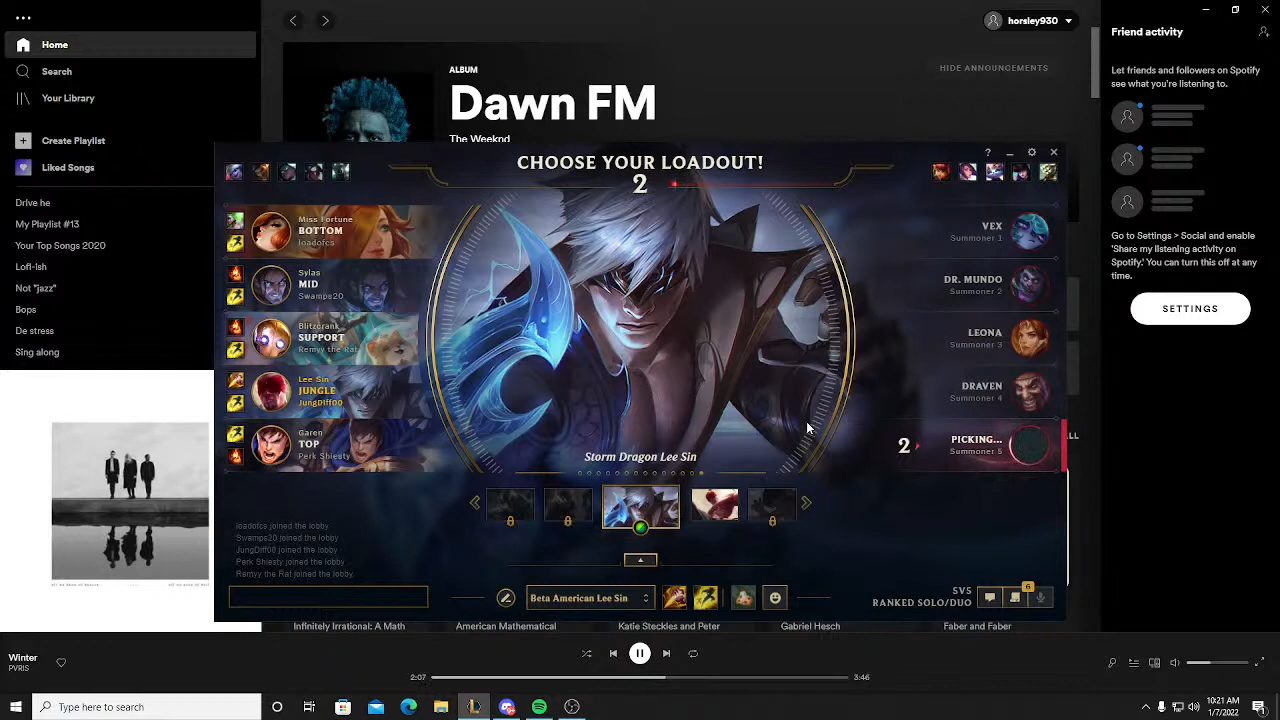 Home
horsley930
Friend activity
Search
Your Library
Create Playlist
Liked Songs
Drive he
My Playlist #13
Your Top Songs 2020
Lofi-ish
Not "jazz"
Bops
De stress
Sing along
ALBUM
HIDE ANNOUNCEMENTS
Dawn FM
The Weeknd
Let friends and followers on Spotify
see what you're listening to.
Go to Settings > Social and enable
'Share my listening activity on
Spotify.' You can turn this off at any
time.
SETTINGS
CHOOSE YOUR LOADOUT!
2
?
Miss Fortune
BOTTOM
loadofcs
Sylas
MID
Swamps20
Blitzcrank
SUPPORT
Remyy the Rat
Lee Sin
JUNGLE
JungDiff00
Garen
TOP
Perk Shiesty
VEX
Summoner 1
DR. MUNDO
Summoner 2
LEONA
Summoner 3
DRAVEN
Summoner 4
2
PICKING...
Summoner 5
ALL
Storm Dragon Lee Sin
loadofcs joined the lobby.
Swamps20 joined the lobby
JungDiff00 joined the lobby
Perk Shiesty joined the lobby
Remyy the Rat joined the lobby.
Beta American Lee Sin
5V5
RANKED SOLO/DUO
6
Infinitely Irrational: A Math
American Mathematical
Katie Steckles and Peter
Gabriel Hesch
Faber and Faber
Winter
PVRIS
2:07
3:46
Type here to search
10:21 AM
1/7/2022